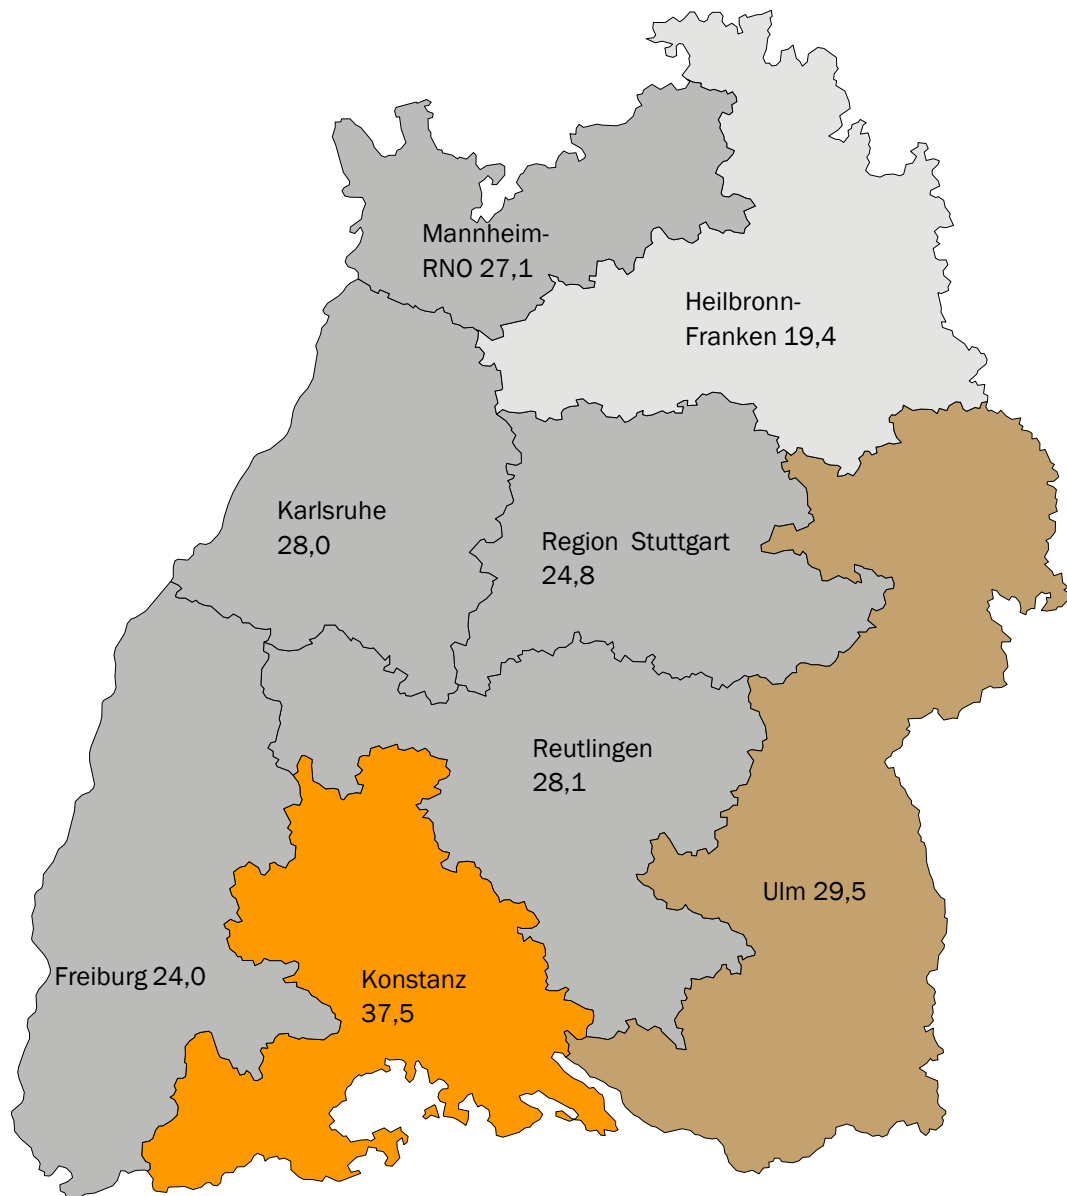 Mannheim-
RNO 27,1
Heilbronn-
Franken 19,4
Karlsruhe
28,0
Region Stuttgart
24,8
Reutlingen
28,1
Ulm 29,5
Freiburg 24,0
Konstanz
37,5